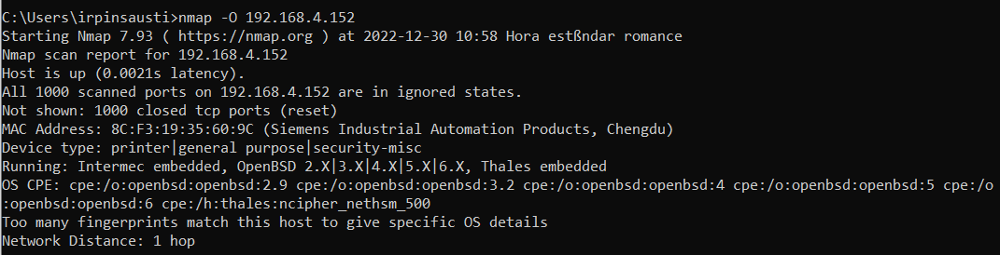 C:\Users\irpinsausti>nmap -O 192.168.4.152
Starting Nmap 7.93 ( https://nmap.org ) at 2022-12-30 10:58 Hora estßndar romance
Nmap scan report for 192.168.4.152
Host is up (0.0021s latency).
All 1000 scanned ports on 192.168.4.152 are in ignored states.
Not shown: 1000 closed tcp ports (reset)
MAC Address: 8C:F3:19:35:60:9C (Siemens Industrial Automation Products, Chengdu)
Device type: printer|general purpose|security-misc
Running: Intermec embedded, OpenBSD 2.X|3.X|4.X|5.X|6.X, Thales embedded
OS CPE: cpe:/o:openbsd:openbsd:2.9 cpe:/o:openbsd:openbsd:3.2 cpe:/o:openbsd:openbsd:4 cpe:/o:openbsd:openbsd:5 cpe:/o
:openbsd:openbsd:6 cpe:/h:thales:ncipher_nethsm_500
Too many fingerprints match this host to give specific OS details
Network Distance: 1 hop